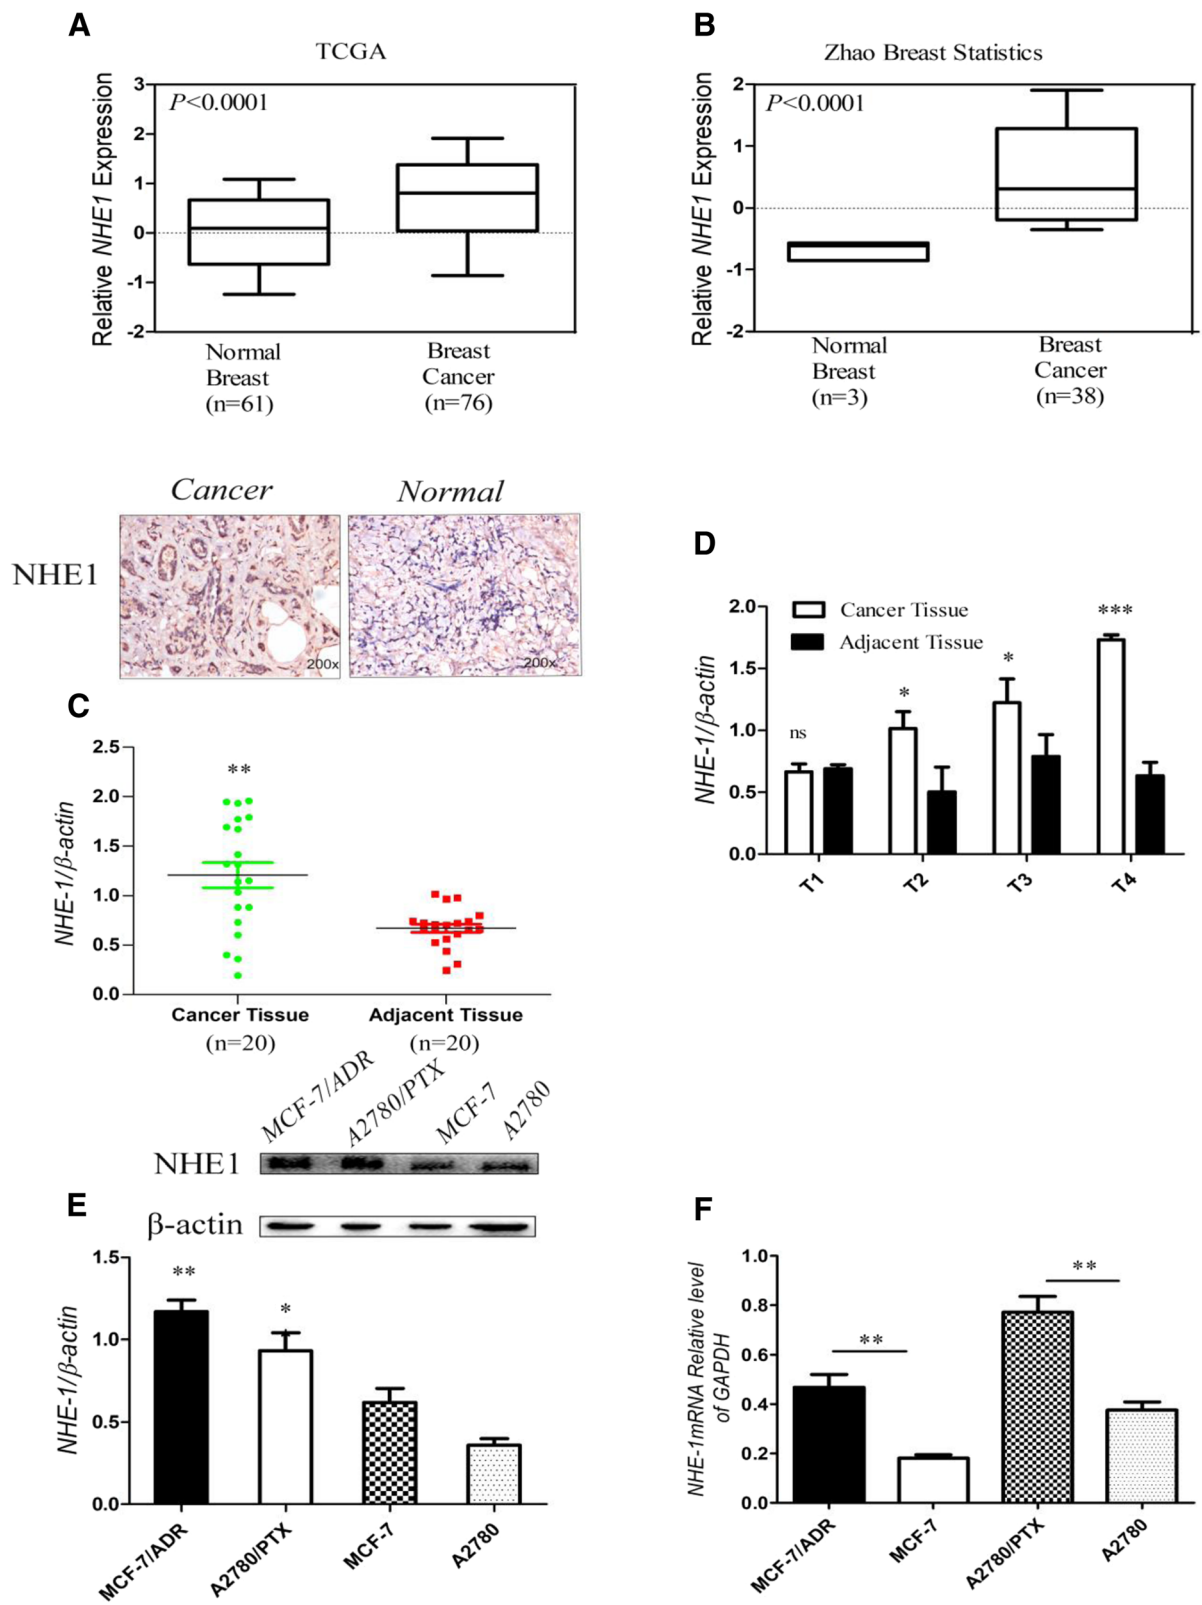 A
TCGA
P<0.0001
Relative NHE1 Expression
3
2
1
0
-1
-2
Normal
Breast
(n=61)
Breast
Cancer
(n=76)
B
Zhao Breast Statistics
P<0.0001
Relative NHE1 Expression
2
1
0
-1
-2
Normal
Breast
(n=3)
Breast
Cancer
(n=38)
Cancer
Normal
NHE1
200x
200x
C
NHE-1/β-actin
2.5
2.0
1.5
1.0
0.5
0.0
**
Cancer Tissue
(n=20)
Adjacent Tissue
(n=20)
D
NHE-1/β-actin
2.0
1.5
1.0
0.5
0.0
Cancer Tissue
Adjacent Tissue
ns
*
*
***
T1
T2
T3
T4
MCF-7/ADR
A2780/PTX
MCF-7
A2780
NHE1
β-actin
E
NHE-1/β-actin
1.5
1.0
0.5
0.0
**
*
MCF-7/ADR
A2780/PTX
MCF-7
A2780
F
NHE-1mRNA Relative level
of GAPDH
1.0
0.8
0.6
0.4
0.2
0.0
**
**
MCF-7/ADR
MCF-7
A2780/PTX
A2780